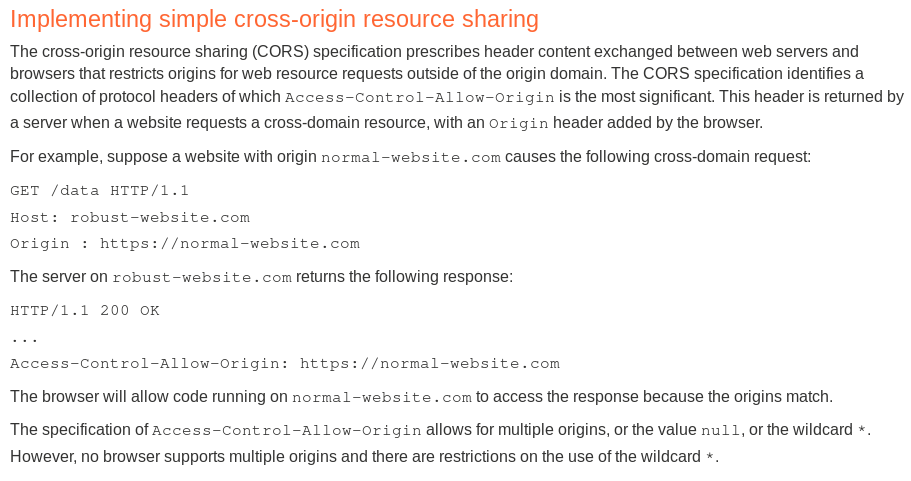 Implementing simple cross-origin resource sharing
The cross-origin resource sharing (CORS) specification prescribes header content exchanged between web servers and
browsers that restricts origins for web resource requests outside of the origin domain. The CORS specification identifies a
collection of protocol headers of which Access-Control-Allow-Origin is the most significant. This header is returned by
a server when a website requests a cross-domain resource, with an Origin header added by the browser.
For example, suppose a website with origin normal-website.com causes the following cross-domain request:
GET /data HTTP/1.1
Host: robust-website.com
Origin : https://normal-website.com
The server on robust-website.com returns the following response:
HTTP/1.1 200 OK
...
Access-Control-Allow-Origin: https://normal-website.com
The browser will allow code running on normal-website.com to access the response because the origins match.
The specification of Access-Control-Allow-Origin allows for multiple origins, or the value null, or the wildcard *.
However, no browser supports multiple origins and there are restrictions on the use of the wildcard *.